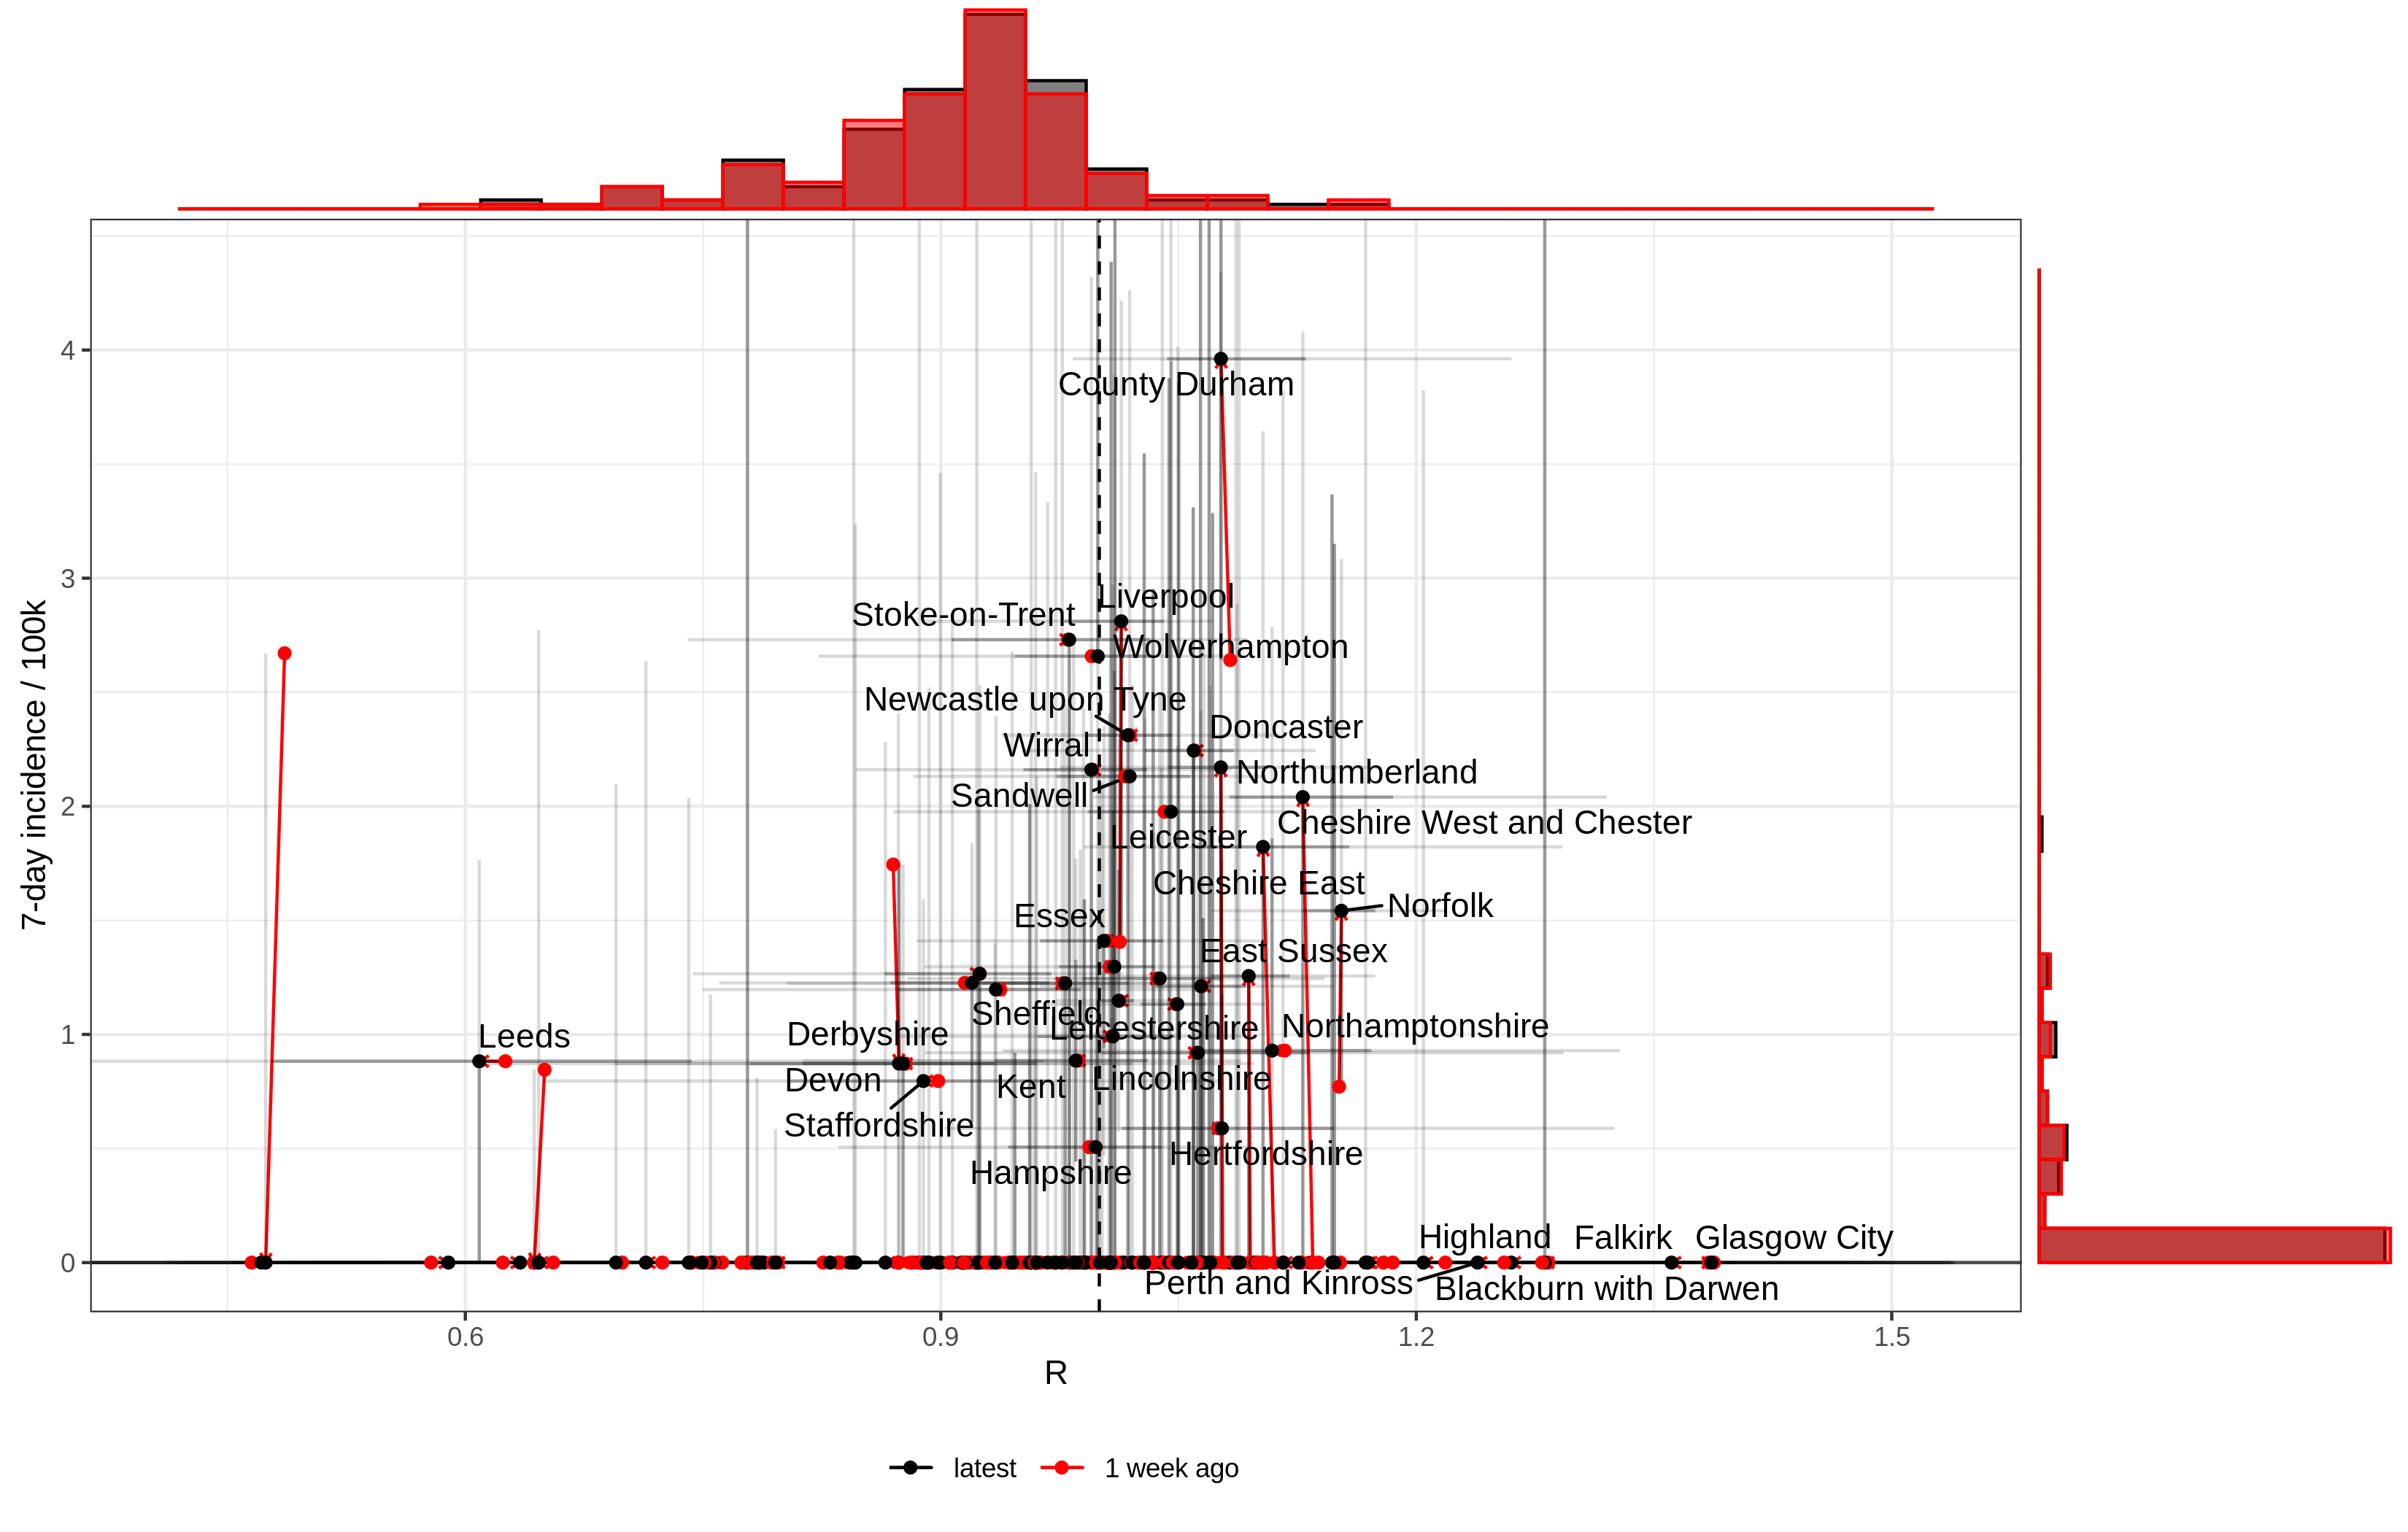 4
County Durham
3
Liverpool
Stoke-on-Trent
Wolverhampton
Newcastle upon Tyne
Doncaster
Wirral
Northumberland
Sandwell
2
Cheshire West and Chester
Leicester
Cheshire East
Norfolk
Essex
East Sussex
Sheffield
Leicestershire
Northamptonshire
Derbyshire
Leeds
1
Devon
Kent
Lincolnshire
Staffordshire
Hertfordshire
Hampshire
Highland
Falkirk
Glasgow City
0
Perth and Kinross
Blackburn with Darwen
7-day incidence / 100k
0.6
0.9
1.2
1.5
R
latest
1 week ago